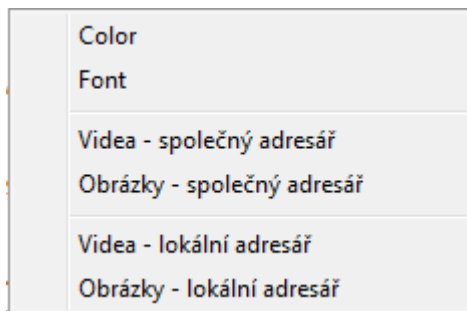 Color
Font
Videa - společný adresář
Obrázky - společný adresář
Videa - lokální adresář
Obrázky - lokální adresář